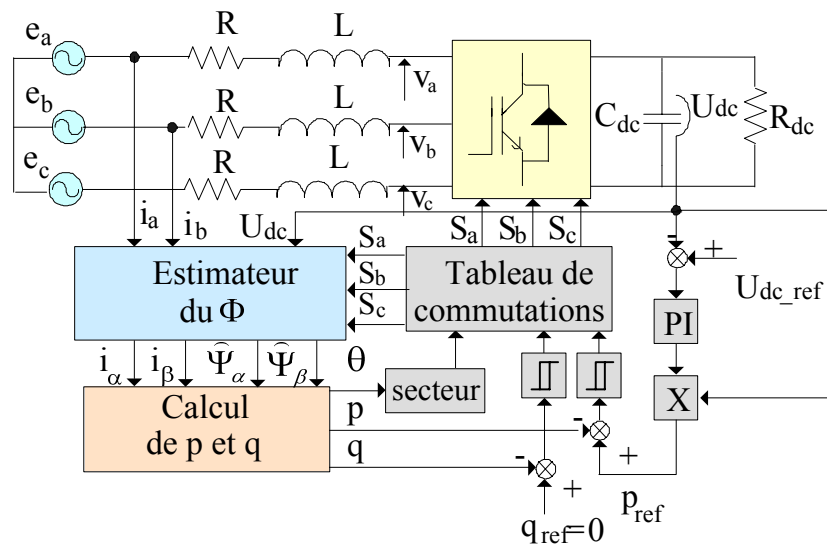 e_a
R
L
v_a
e_b
R
L
v_b
C_dc
U_dc
R_dc
e_c
R
L
v_c
i_a
i_b
U_dc
S_a
S_b
S_c
S_a
S_b
S_c
Estimateur
du Φ
Tableau de
commutations
-
+
U_dc_ref
PI
X
i_α
i_β
Ψ̂_α
Ψ̂_β
θ
secteur
Calcul
de p et q
p
q
-
+
-
+
p_ref
q_ref=0